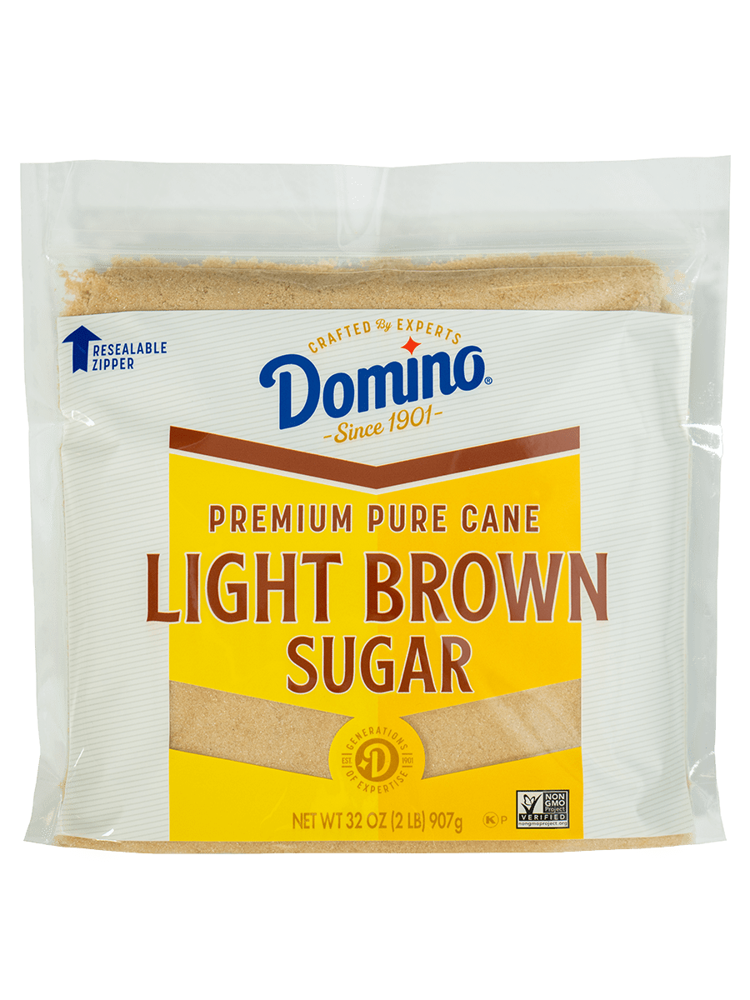 RESEALABLE
ZIPPER
CRAFTED By EXPERTS
Domino®
-Since 1901-
PREMIUM PURE CANE
LIGHT BROWN
SUGAR
GENERATIONS
EST. D 1901
OF EXPERTISE
NET WT 32 OZ (2 LB) 907g
K P
NON
GMO
Project
VERIFIED
nongmoproject.org